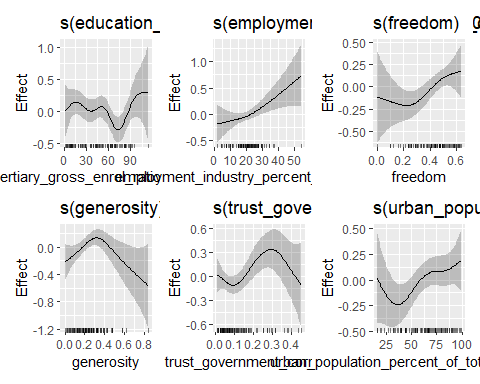 s(education_
s(employmen
s(freedom)
Effect
1.0
0.5
0.0
-0.5
0 30 60 90
Effect
1.0
0.5
0.0
-0.5
0 10 20 30 40 50
employment_industry_percent_
Effect
0.50
0.25
0.00
-0.25
-0.50
0.0 0.2 0.4 0.6
freedom
s(generosity)
s(trust_gove
s(urban_popu
Effect
0.0
-0.4
-0.8
-1.2
0.0 0.2 0.4 0.6 0.8
generosity
Effect
0.6
0.3
0.0
-0.3
-0.6
0.0 0.1 0.2 0.3 0.4
trust_government_
Effect
0.50
0.25
0.00
-0.25
-0.50
25 50 75 100
urban_population_percent_of_tot